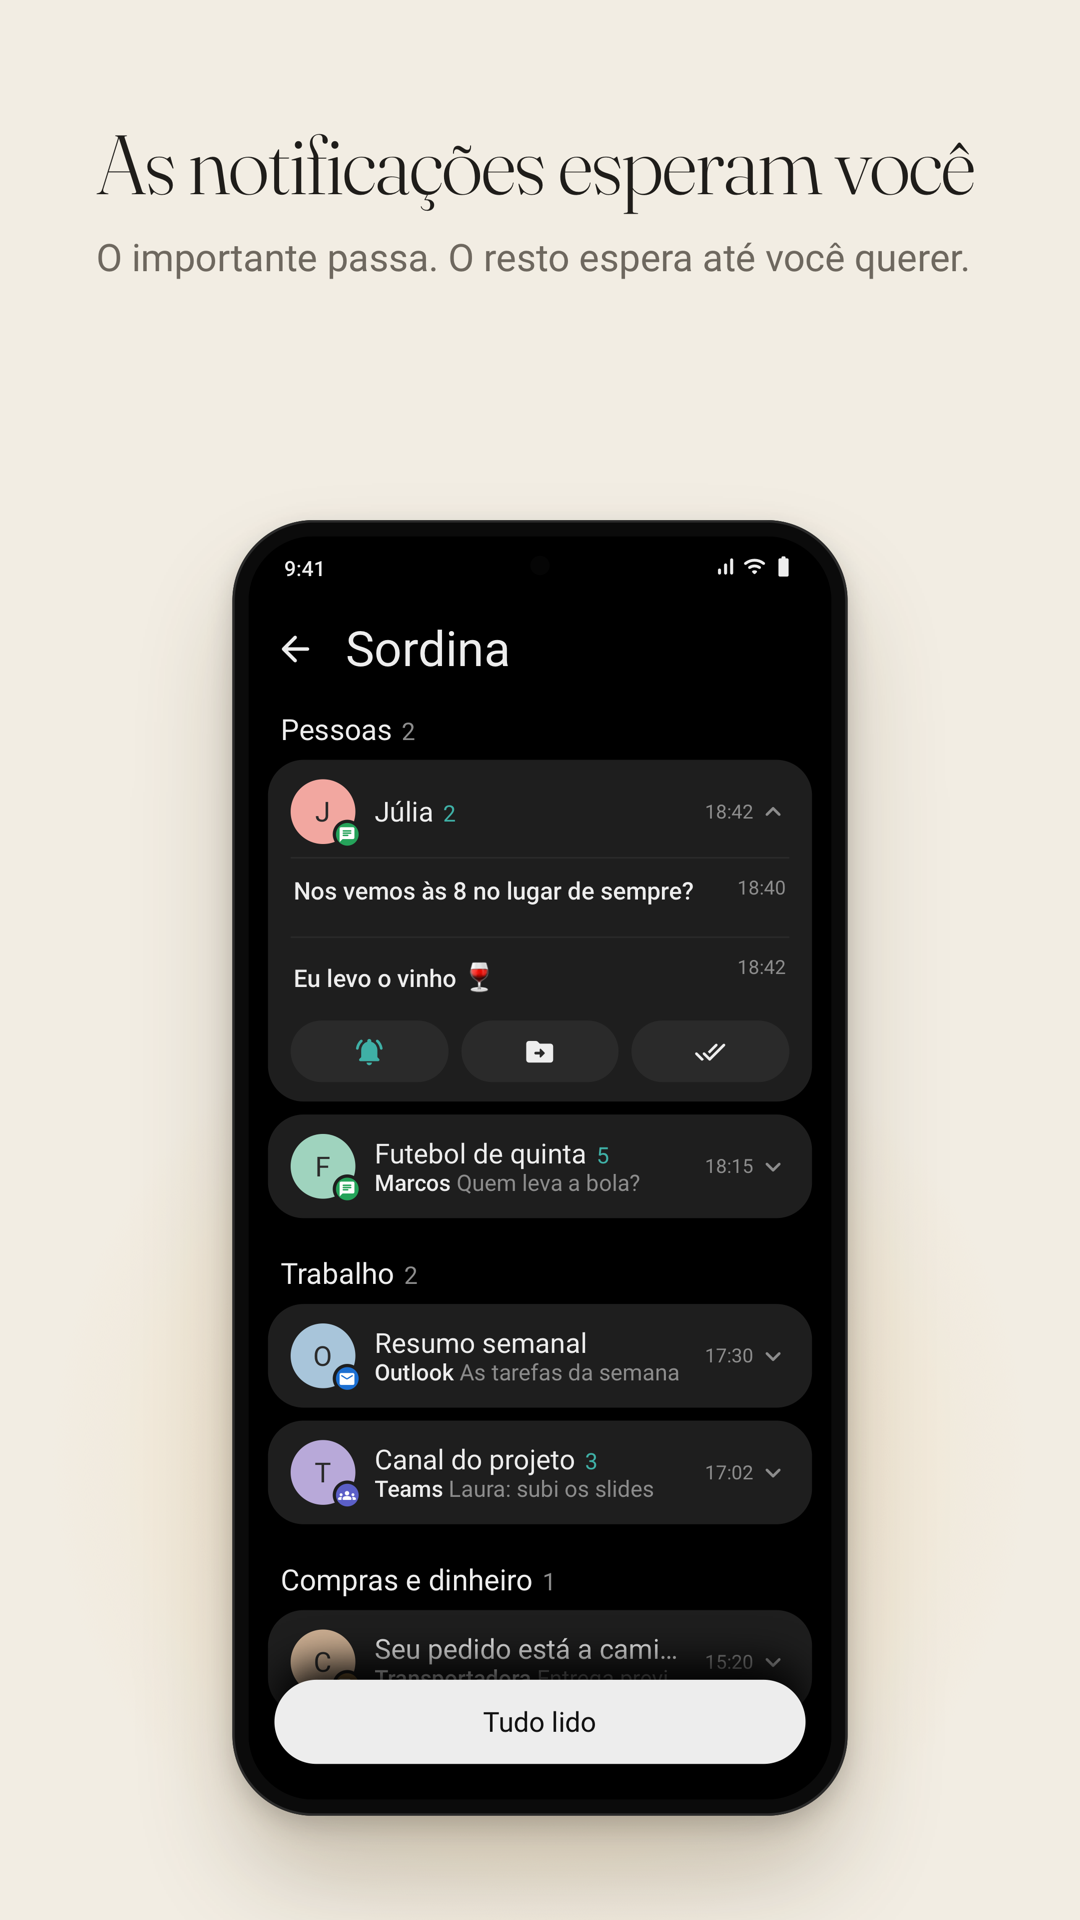 As notificações esperam você
O importante passa. O resto espera até você querer.
9:41
Sordina
Pessoas 2
J
Júlia 2
18:42
Nos vemos às 8 no lugar de sempre?
18:40
Eu levo o vinho 🍷
18:42
F
Futebol de quinta 5
Marcos Quem leva a bola?
18:15
Trabalho 2
O
Resumo semanal
Outlook As tarefas da semana
17:30
T
Canal do projeto 3
Teams Laura: subi os slides
17:02
Compras e dinheiro 1
C
Seu pedido está a cami...
Transportadora Entrega previ
15:20
Tudo lido